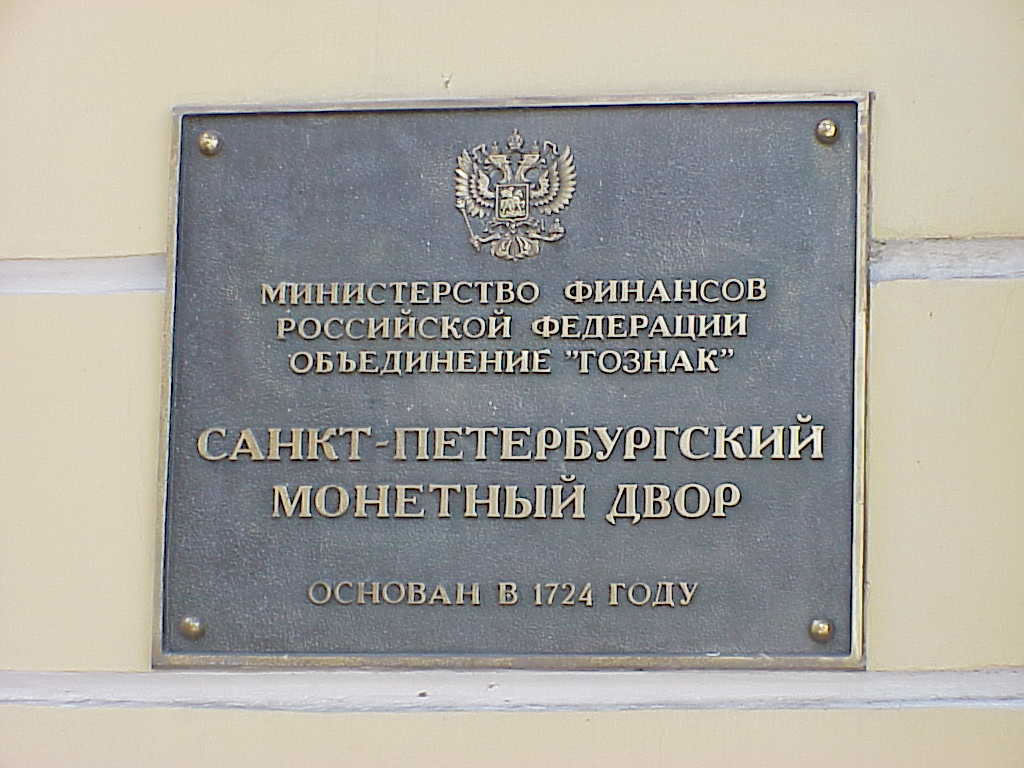 МИНИСТЕРСТВО ФИНАНСОВ
РОССИЙСКОЙ ФЕДЕРАЦИИ
ОБЪЕДИНЕНИЕ "ГОЗНАК"
САНКТ-ПЕТЕРБУРГСКИЙ
МОНЕТНЫЙ ДВОР
ОСНОВАН В 1724 ГОДУ